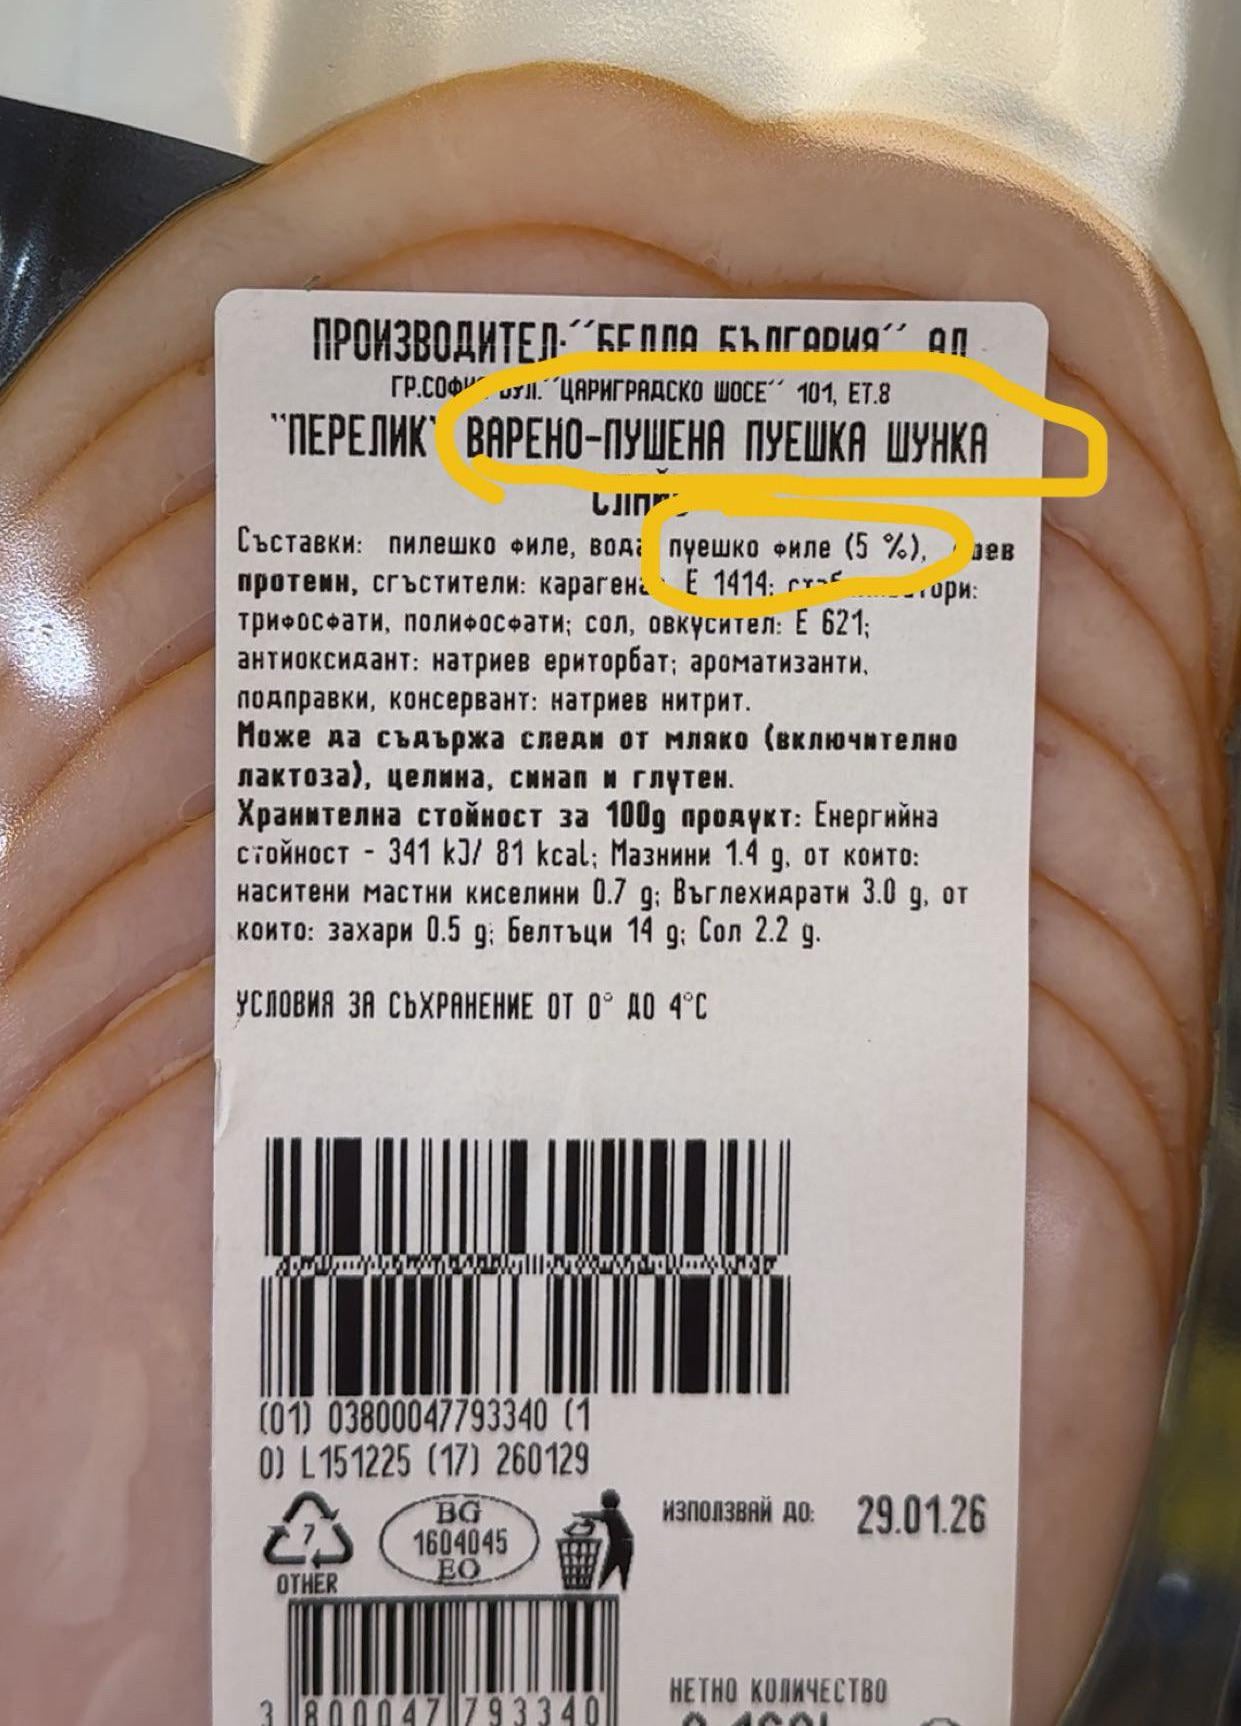 ПРОИЗВОДИТЕЛ: ''БЕЛЛА БЪЛГАРИЯ'' АД
ГР.СОФИЯ БУЛ.''ЦАРИГРАДСКО ШОСЕ'' 101, ЕТ.8
''ПЕРЕЛИК'' ВАРЕНО-ПУШЕНА ПУЕШКА ШУНКА
СЛАЙС
Съставки: пилешко филе, вода, пуешко филе (5 %), соев
протеин, сгъстители: карагенан, Е 1414; стабилизатори:
трифосфати, полифосфати; сол, овкусител: Е 621;
антиоксидант: натриев ериторбат; ароматизанти,
подправки, консервант: натриев нитрит.
Може да съдържа следи от мляко (включително
лактоза), целина, синап и глутен.
Хранителна стойност за 100g продукт: Енергийна
стойност - 341 kJ/ 81 kcal; Мазнини 1.4 g, от които:
наситени мастни киселини 0.7 g; Въглехидрати 3.0 g, от
които: захари 0.5 g; Белтъци 14 g; Сол 2.2 g.
УСЛОВИЯ ЗА СЪХРАНЕНИЕ ОТ 0° ДО 4°С
(01) 03800047793340 (1
0) L151225 (17) 260129
7
OTHER
BG
1604045
EO
ИЗПОЛЗВАЙ ДО: 29.01.26
НЕТНО КОЛИЧЕСТВО
3 800047 793340